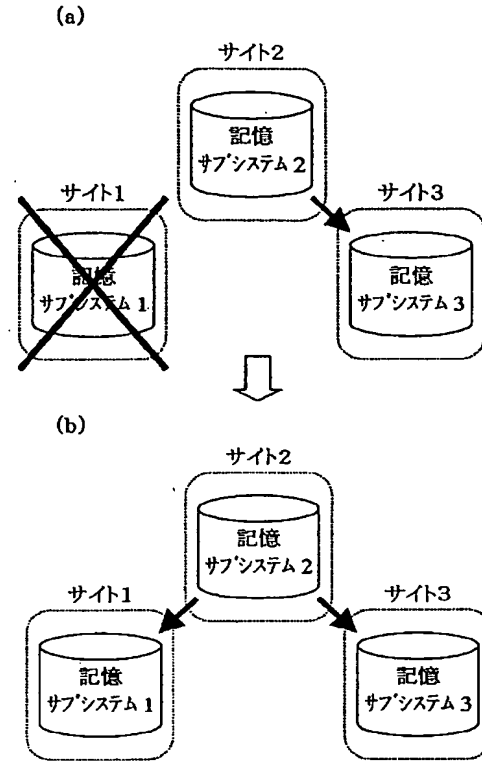 (a)
サイト2
記憶
サブシステム 2
サイト1
サイト3
記憶
サブシステム 1
記憶
サブシステム 3
(b)
サイト2
記憶
サブシステム 2
サイト1
サイト3
記憶
サブシステム 1
記憶
サブシステム 3